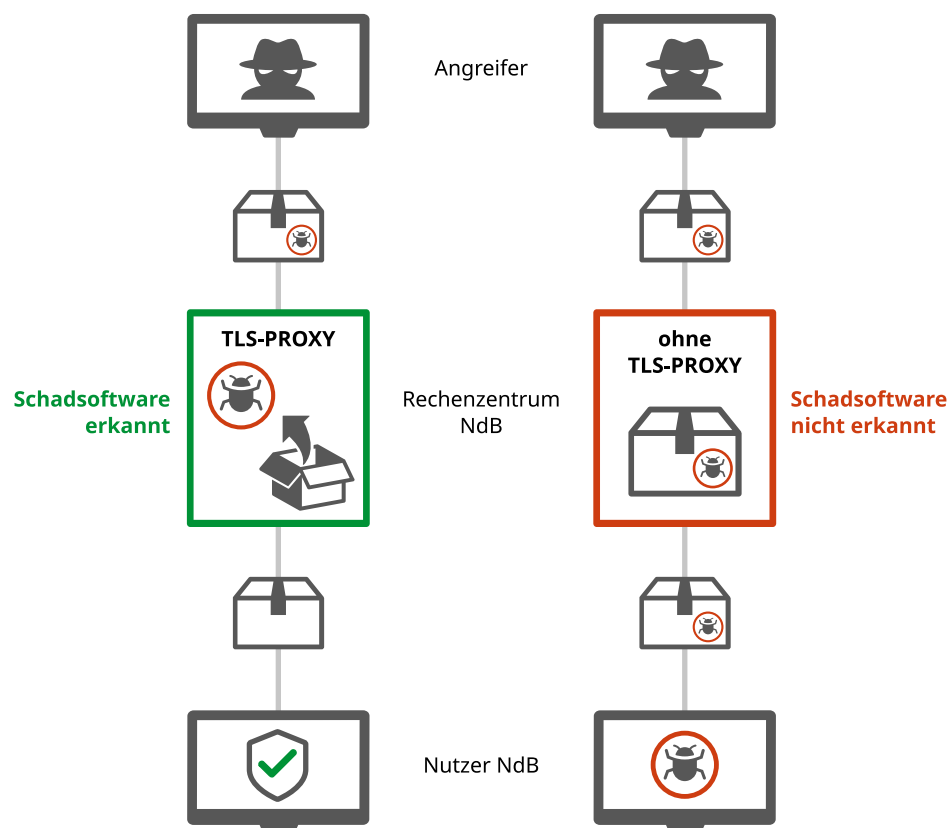 Angreifer
TLS-PROXY
ohne
TLS-PROXY
Schadsoftware
erkannt
Rechenzentrum
NdB
Schadsoftware
nicht erkannt
Nutzer NdB